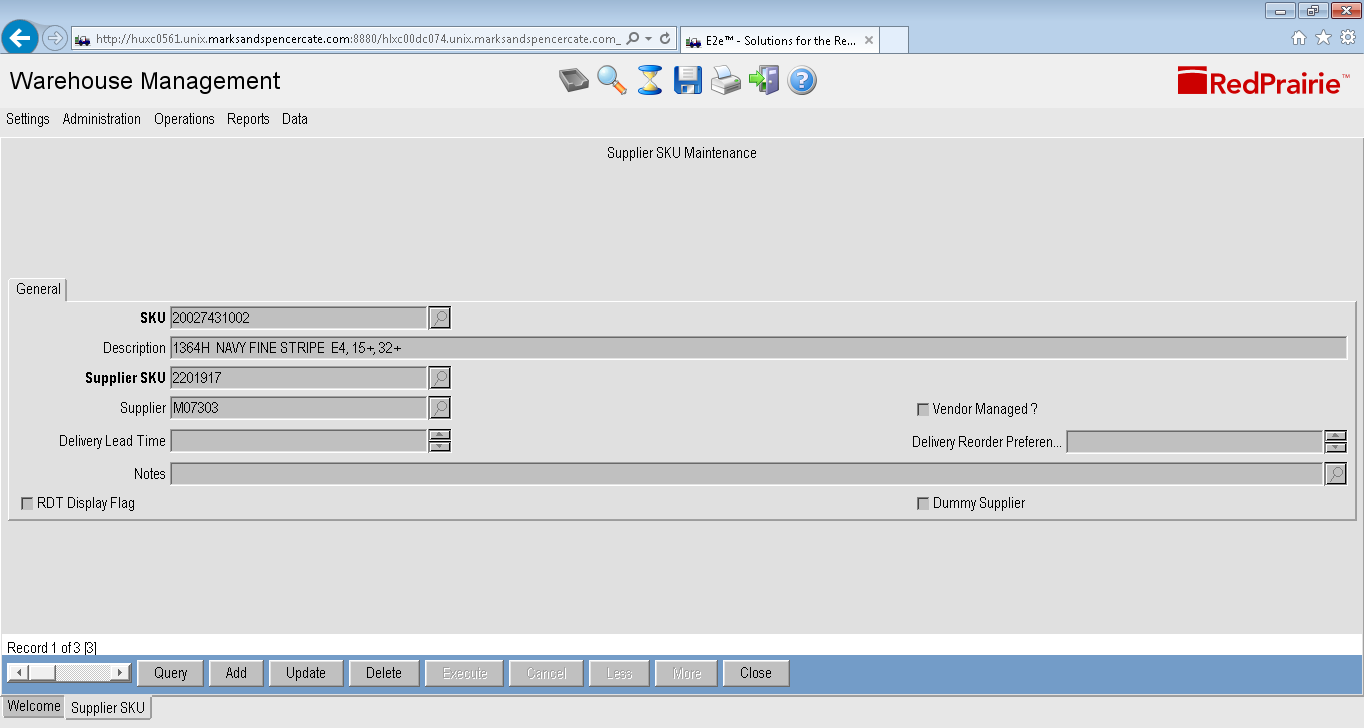 http://huxc0561.unix.marksandspencercate.com:8880/hlxc00dc074.unix.marksandspencercate.com_
E2e™ - Solutions for the Re...
Warehouse Management
RedPrairie™
Settings Administration Operations Reports Data
Supplier SKU Maintenance
General
SKU 20027431002
Description 1364H NAVY FINE STRIPE E4, 15+, 32+
Supplier SKU 2201917
Supplier M07303
Vendor Managed ?
Delivery Lead Time
Delivery Reorder Preferen...
Notes
RDT Display Flag
Dummy Supplier
Record 1 of 3 [3]
Query Add Update Delete Execute Cancel Less More Close
Welcome Supplier SKU